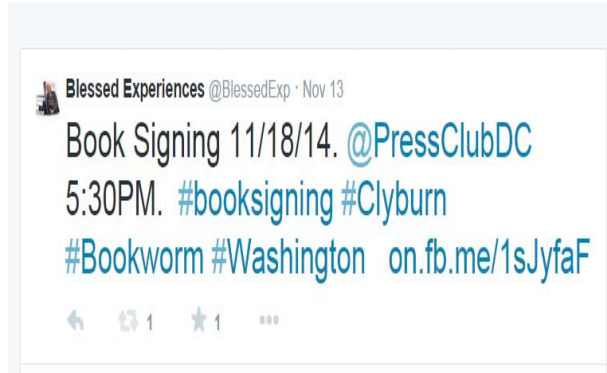 Blessed Experiences @BlessedExp · Nov 13
Book Signing 11/18/14. @PressClubDC
5:30PM. #booksigning #Clyburn
#Bookworm #Washington on.fb.me/1sJyfaF
1 1